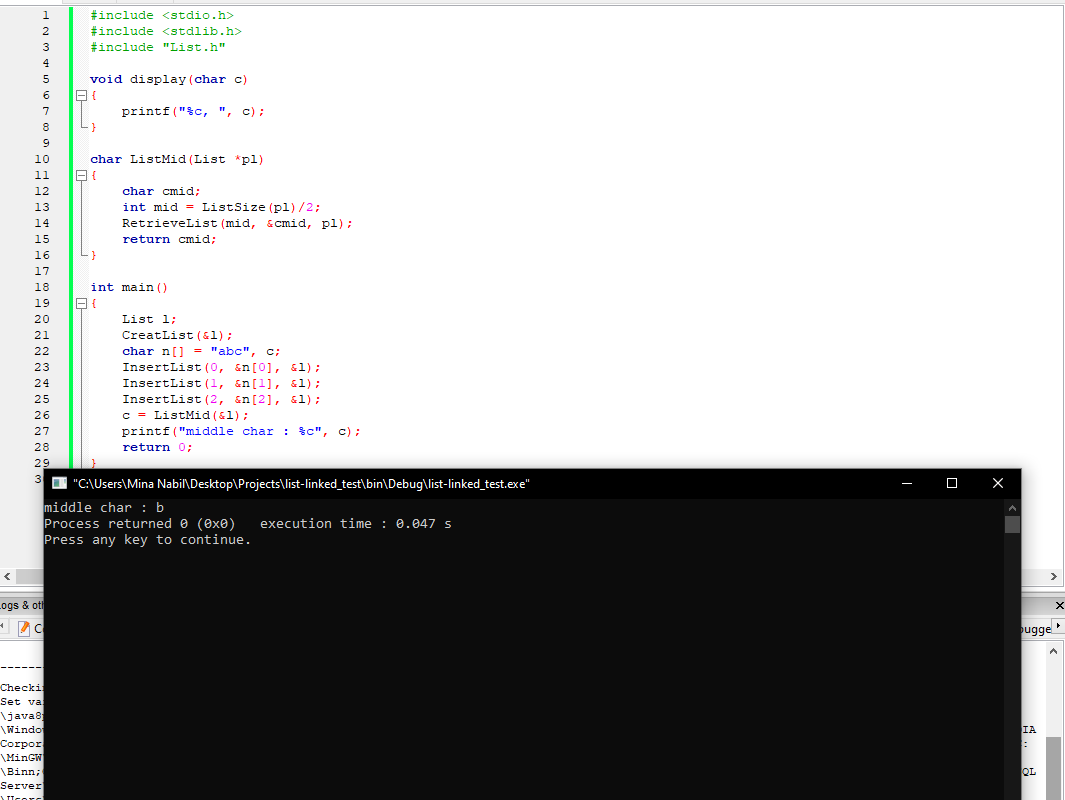 1 #include <stdio.h>
2 #include <stdlib.h>
3 #include "List.h"
4
5 void display(char c)
6 {
7 printf("%c, ", c);
8 }
9
10 char ListMid(List *pl)
11 {
12 char cmid;
13 int mid = ListSize(pl)/2;
14 RetrieveList(mid, &cmid, pl);
15 return cmid;
16 }
17
18 int main()
19 {
20 List l;
21 CreatList(&l);
22 char n[] = "abc", c;
23 InsertList(0, &n[0], &l);
24 InsertList(1, &n[1], &l);
25 InsertList(2, &n[2], &l);
26 c = ListMid(&l);
27 printf("middle char : %c", c);
28 return 0;
29 }
"C:\Users\Mina Nabil\Desktop\Projects\list-linked_test\bin\Debug\list-linked_test.exe"
middle char : b
Process returned 0 (0x0)   execution time : 0.047 s
Press any key to continue.
ogs & ot
ugge
-----
Checki
Set va
\java8
\Windo
IA
Corpor
:
\MinGW
\Binn;
QL
Server